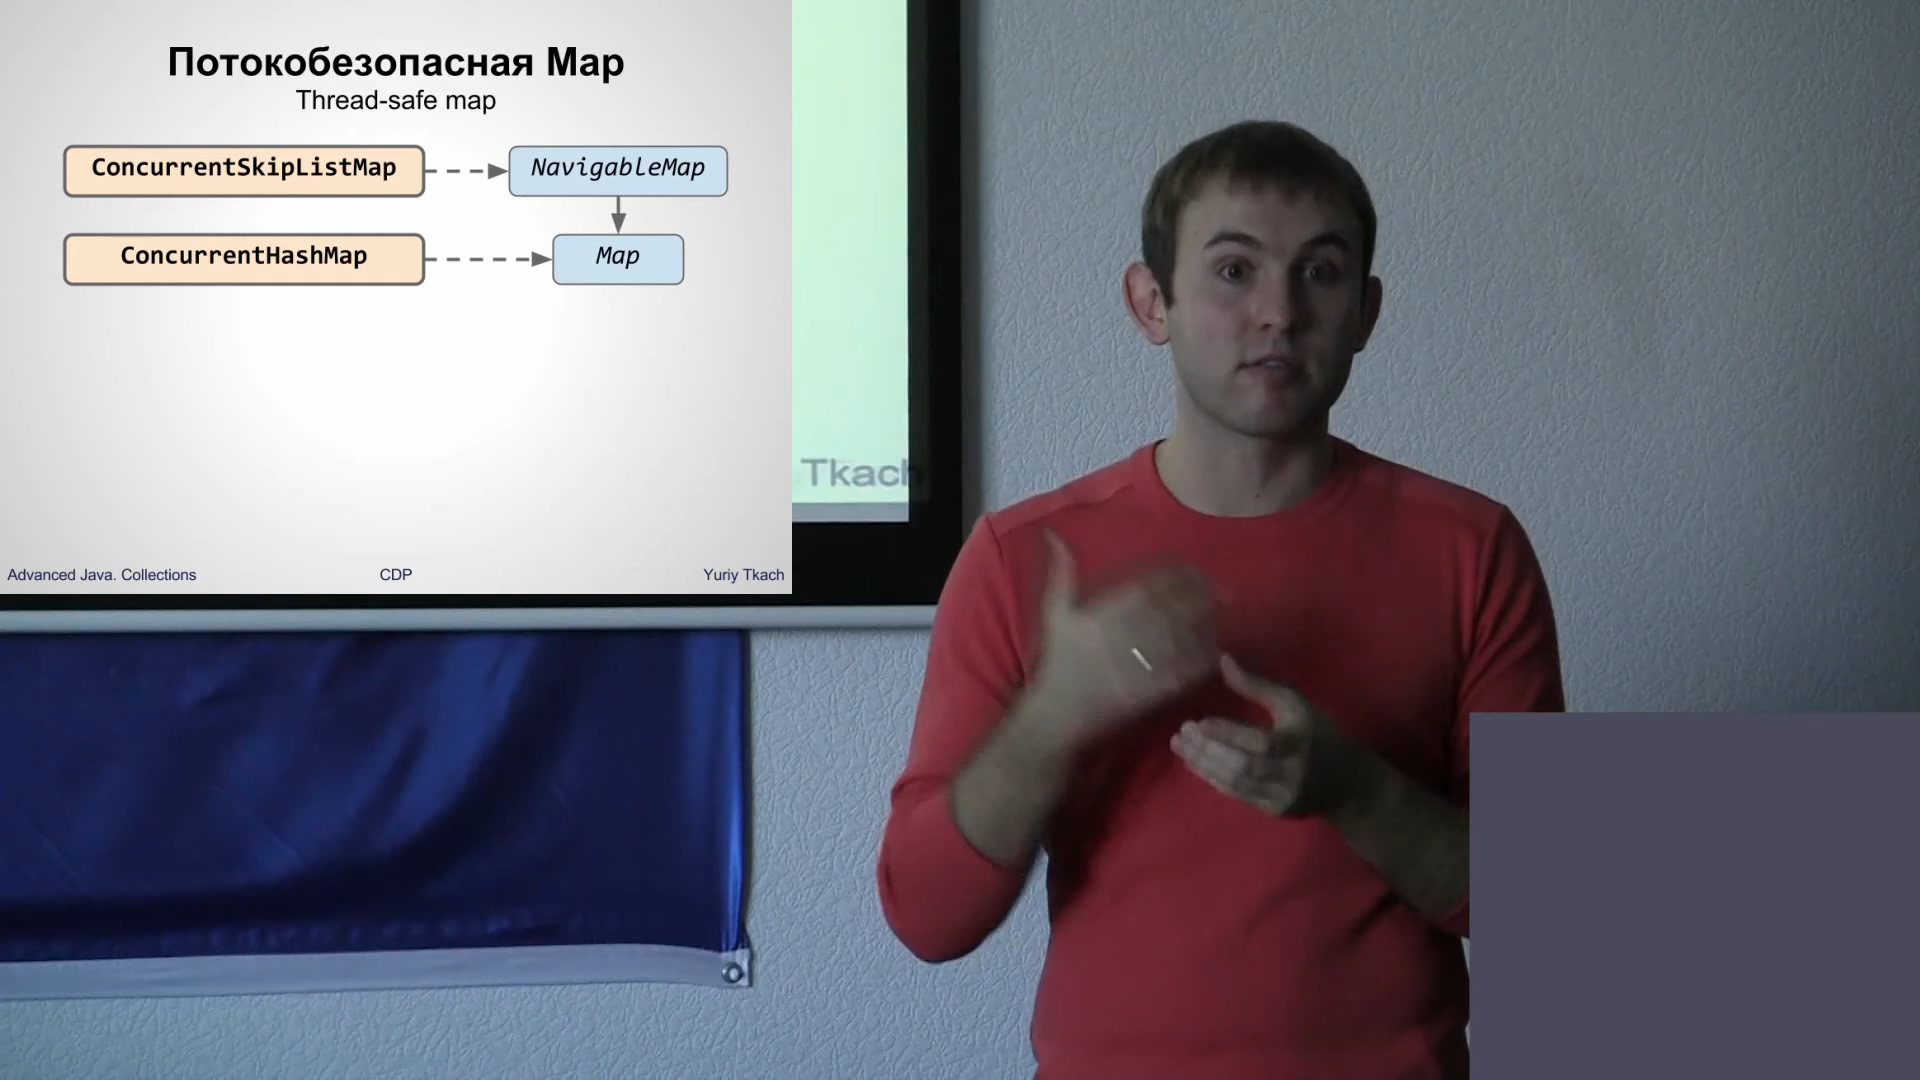 Потокобезопасная Map
Thread-safe map
ConcurrentSkipListMap
NavigableMap
ConcurrentHashMap
Map
Advanced Java. Collections
CDP
Yuriy Tkach
Tkach